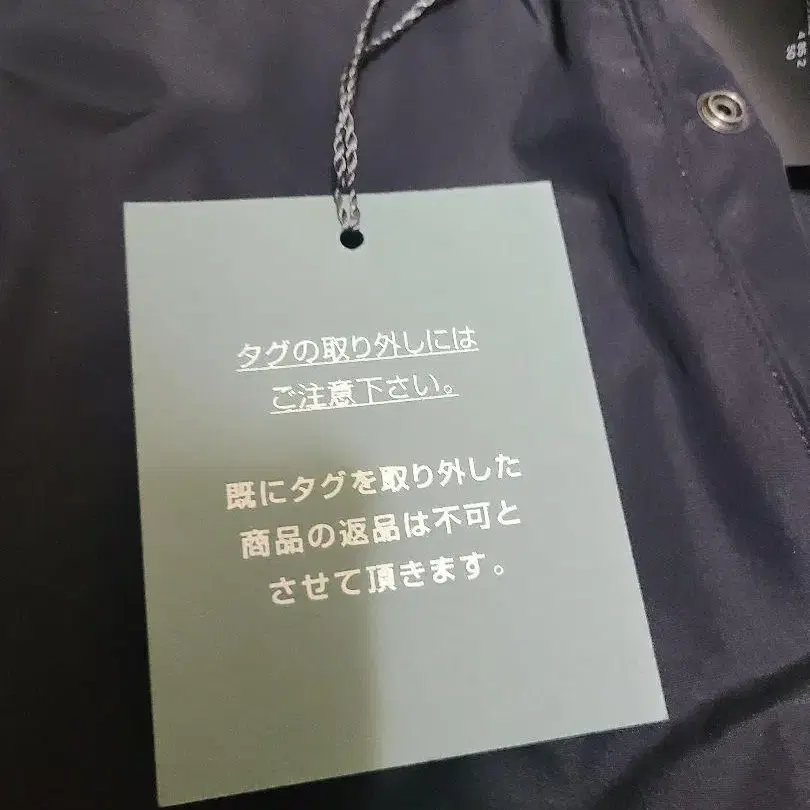 タグの取り外しには
ご注意下さい。
既にタグを取り外した
商品の返品は不可と
させて頂きます。